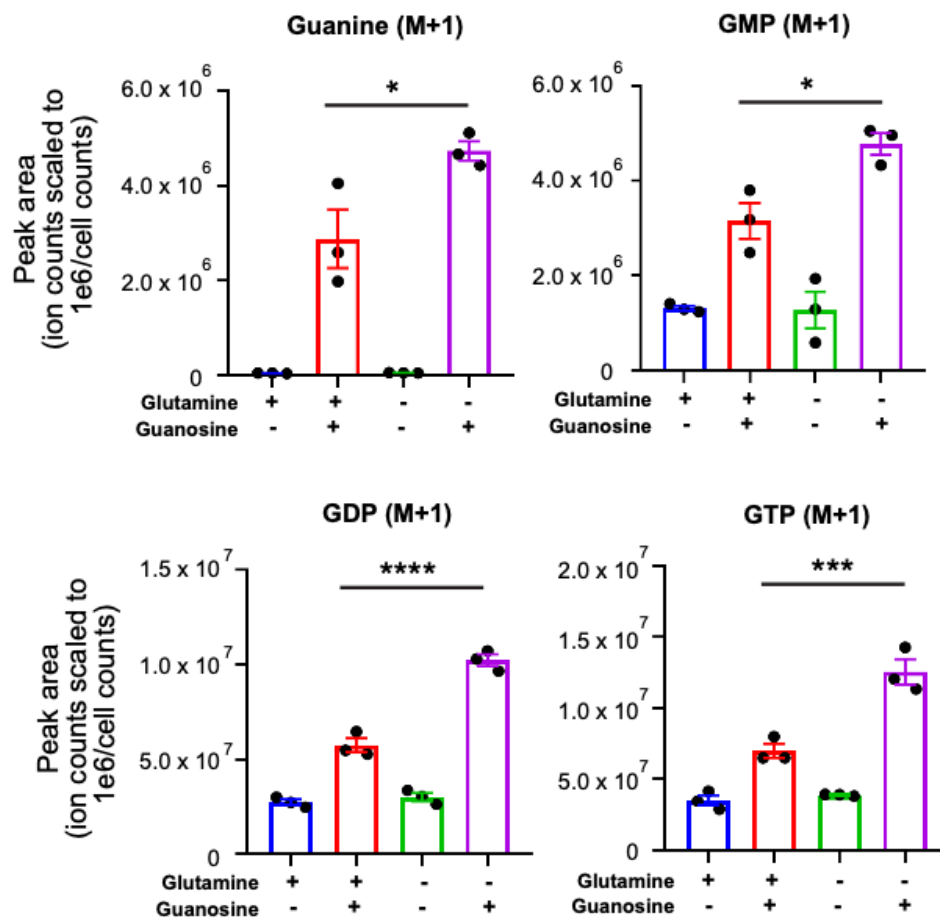 Guanine (M+1)
Peak area
(ion counts scaled to
1e6/cell counts)
6.0 x 10^6
4.0 x 10^6
2.0 x 10^6
0
*
Glutamine + + - -
Guanosine - + - +
GMP (M+1)
6.0 x 10^6
4.0 x 10^6
2.0 x 10^6
0
*
+ + - -
- + - +
GDP (M+1)
Peak area
(ion counts scaled to
1e6/cell counts)
1.5 x 10^7
1.0 x 10^7
5.0 x 10^7
0
****
Glutamine + + - -
Guanosine - + - +
GTP (M+1)
2.0 x 10^7
1.5 x 10^7
1.0 x 10^7
5.0 x 10^7
0
***
Glutamine + + - -
Guanosine - + - +